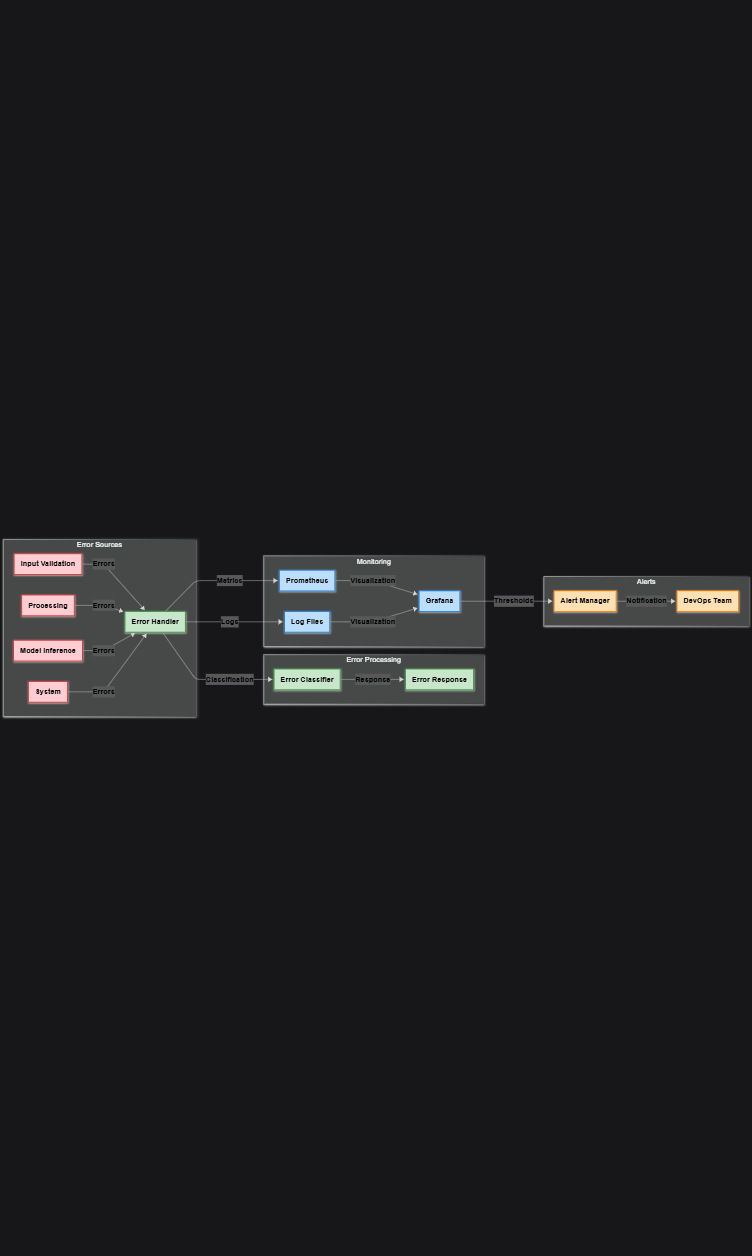 Error Sources
Input Validation
Errors
Processing
Errors
Error Handler
Model Inference
Errors
System
Errors
Metrics
Logs
Classification
Monitoring
Prometheus
Visualization
Grafana
Log Files
Visualization
Error Processing
Error Classifier
Response
Error Response
Thresholds
Alerts
Alert Manager
Notification
DevOps Team